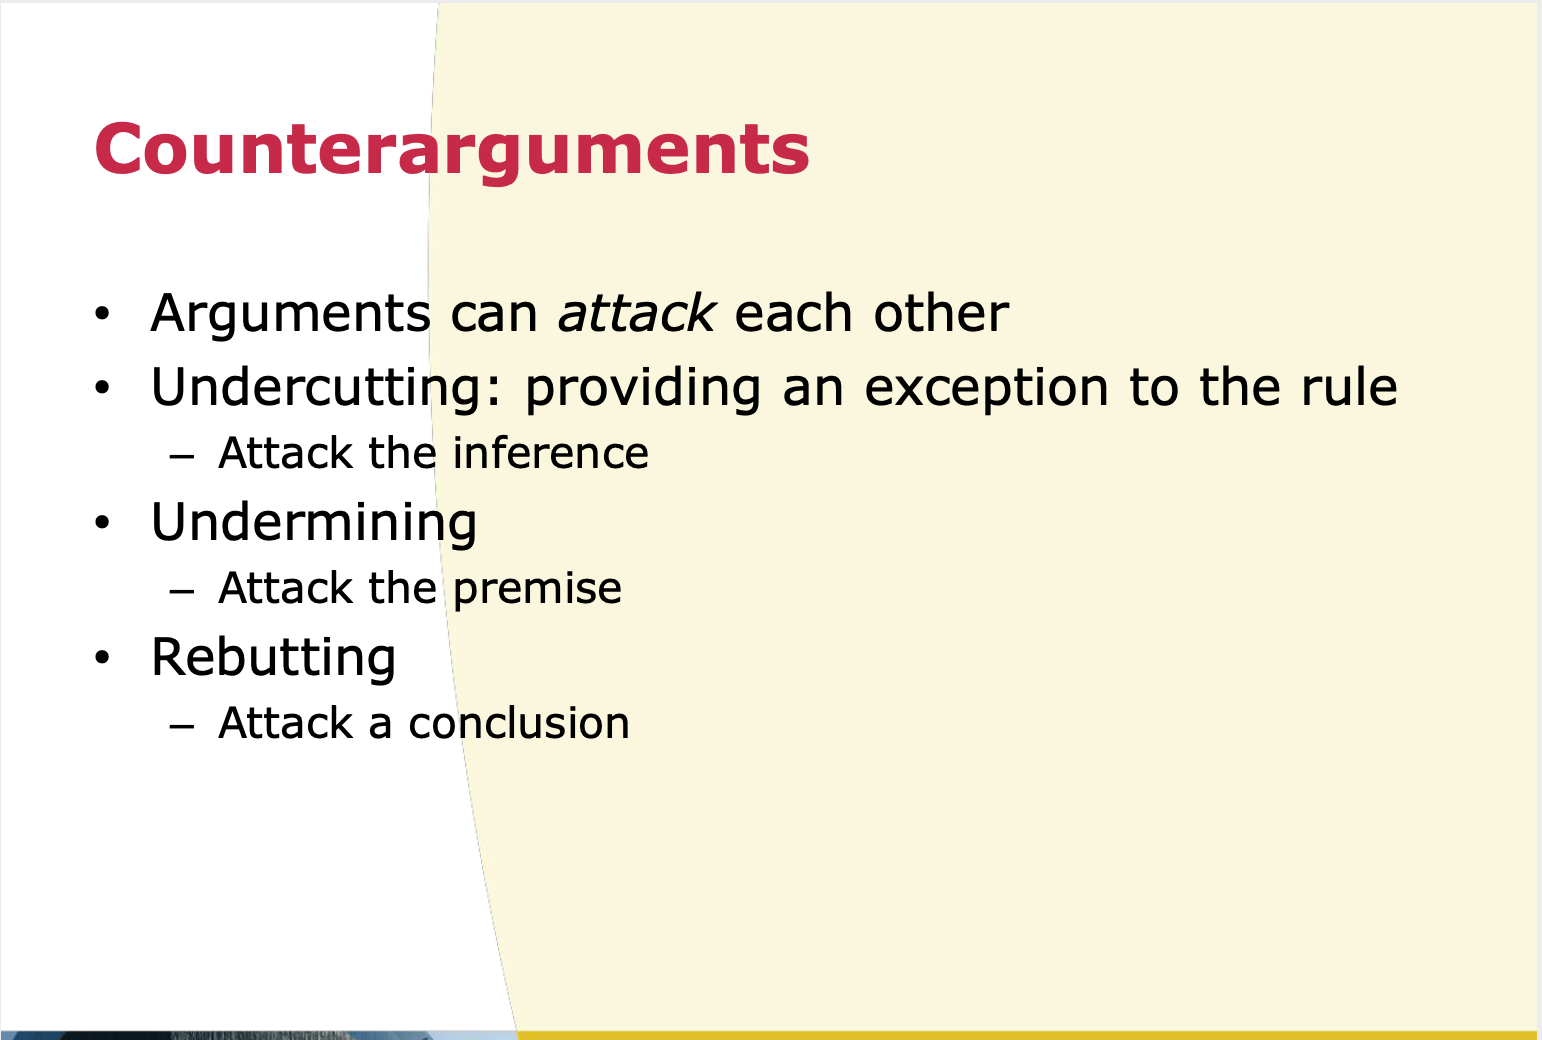 Counterarguments
• Arguments can attack each other
• Undercutting: providing an exception to the rule
– Attack the inference
• Undermining
– Attack the premise
• Rebutting
– Attack a conclusion